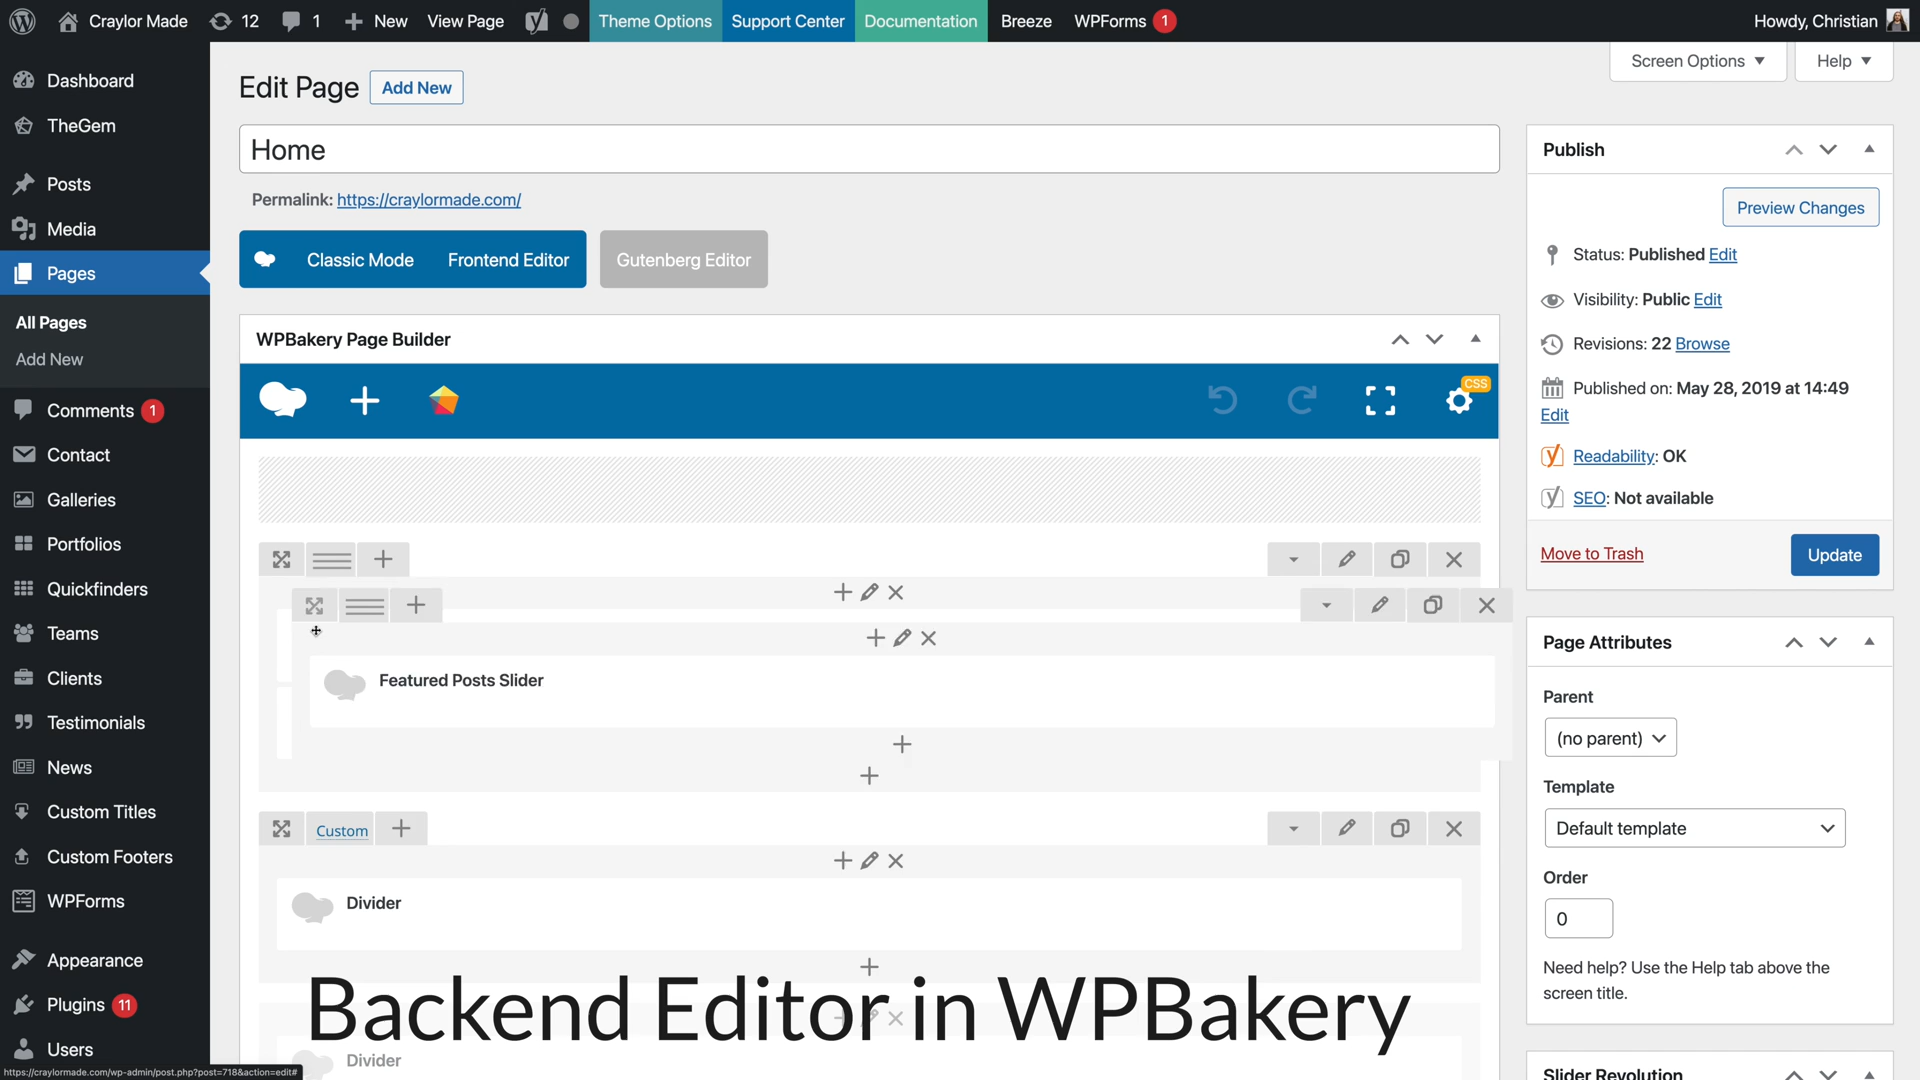 Craylor Made
12
1
New
View Page
Theme Options
Support Center
Documentation
Breeze
WPForms 1
Howdy, Christian
Dashboard
TheGem
Posts
Media
Pages
All Pages
Add New
Comments 1
Contact
Galleries
Portfolios
Quickfinders
Teams
Clients
Testimonials
News
Custom Titles
Custom Footers
WPForms
Appearance
Plugins 11
Users
https://craylormade.com/wp-admin/post.php?post=718&action=edit#
Screen Options
Help
Edit Page
Add New
Home
Permalink: https://craylormade.com/
Classic Mode
Frontend Editor
Gutenberg Editor
WPBakery Page Builder
CSS
Featured Posts Slider
Custom
Divider
Backend Editor in WPBakery
Divider
Publish
Preview Changes
Status: Published Edit
Visibility: Public Edit
Revisions: 22 Browse
Published on: May 28, 2019 at 14:49
Edit
Readability: OK
SEO: Not available
Move to Trash
Update
Page Attributes
Parent
(no parent)
Template
Default template
Order
0
Need help? Use the Help tab above the
screen title.
Slider Revolution